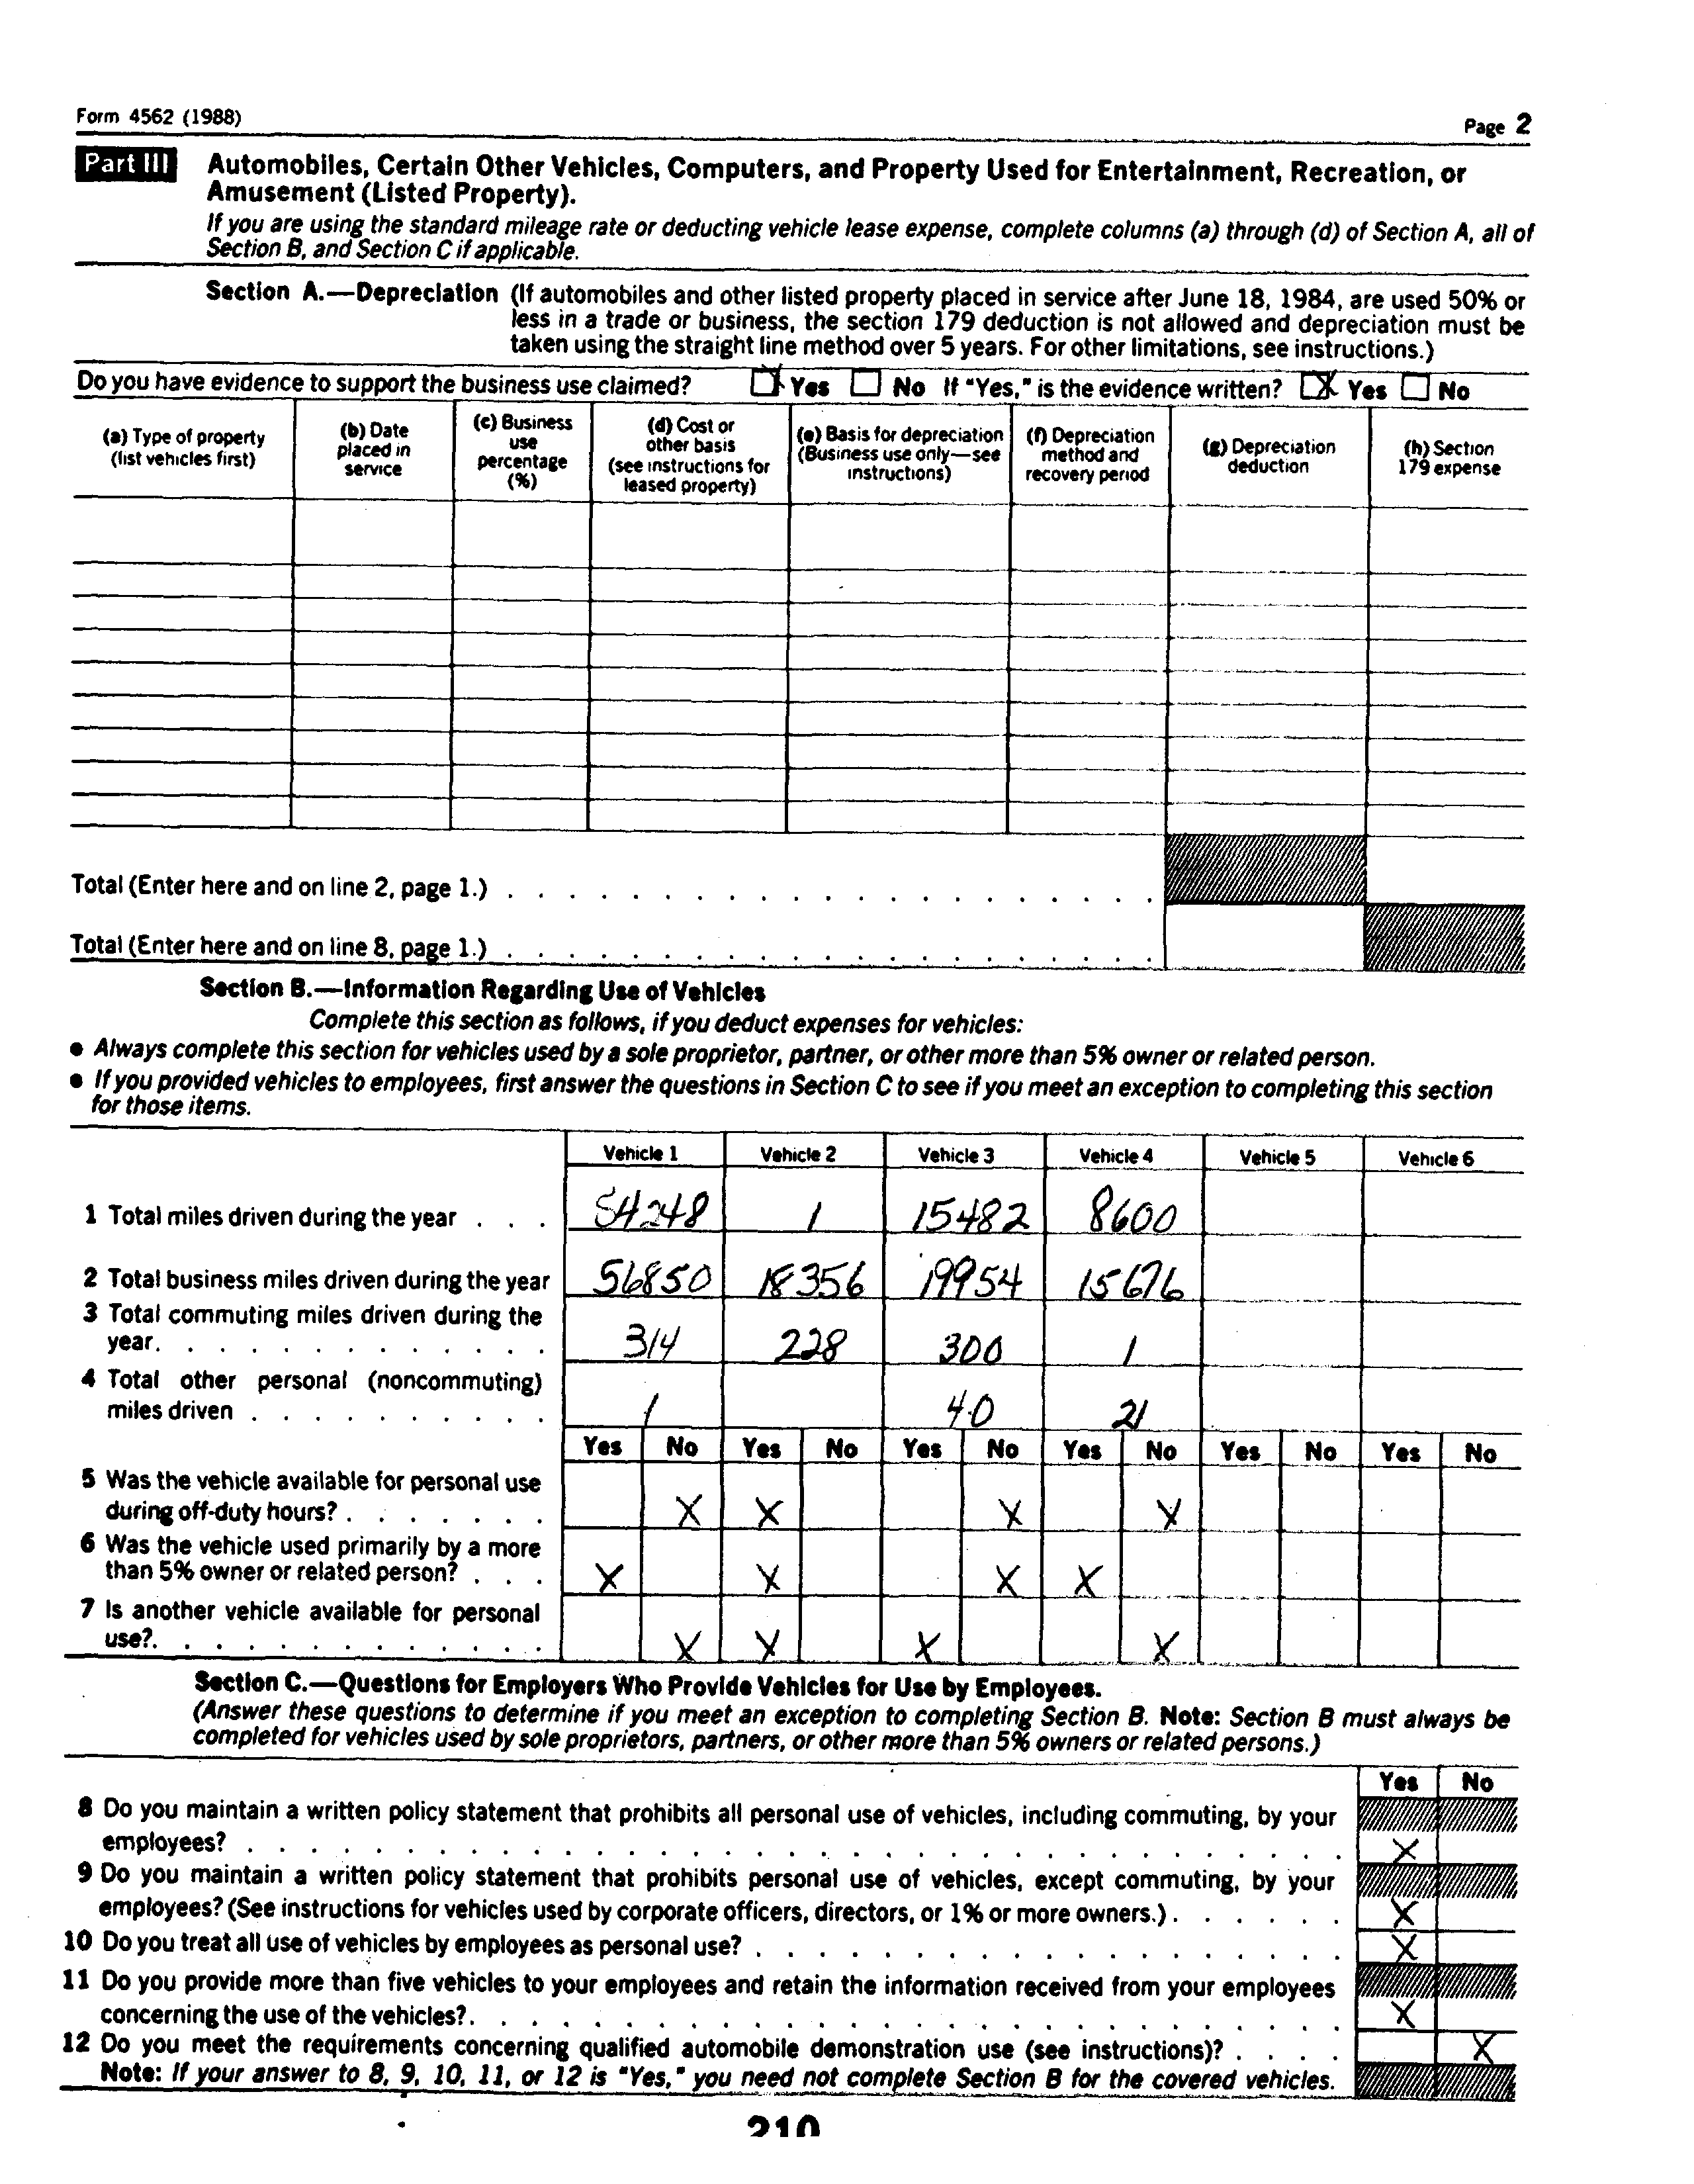 Form 4562 (1988)
Page 2
Part III Automobiles, Certain Other Vehicles, Computers, and Property Used for Entertainment, Recreation, or
Amusement (Listed Property).
If you are using the standard mileage rate or deducting vehicle lease expense, complete columns (a) through (d) of Section A, all of
Section B, and Section C if applicable.
Section A.—Depreciation (If automobiles and other listed property placed in service after June 18, 1984, are used 50% or
less in a trade or business, the section 179 deduction is not allowed and depreciation must be
taken using the straight line method over 5 years. For other limitations, see instructions.)
Do you have evidence to support the business use claimed? X Yes No If "Yes," is the evidence written? X Yes No
(a) Type of property
(list vehicles first)
(b) Date
placed in
service
(c) Business
use
percentage
(%)
(d) Cost or
other basis
(see instructions for
leased property)
(e) Basis for depreciation
(Business use only—see
instructions)
(f) Depreciation
method and
recovery period
(g) Depreciation
deduction
(h) Section
179 expense
Total (Enter here and on line 2, page 1.)
Total (Enter here and on line 8, page 1.)
Section B.—Information Regarding Use of Vehicles
Complete this section as follows, if you deduct expenses for vehicles:
● Always complete this section for vehicles used by a sole proprietor, partner, or other more than 5% owner or related person.
● If you provided vehicles to employees, first answer the questions in Section C to see if you meet an exception to completing this section
for those items.
Vehicle 1 Vehicle 2 Vehicle 3 Vehicle 4 Vehicle 5 Vehicle 6
1 Total miles driven during the year . . . 54248 1 15482 8600
2 Total business miles driven during the year 56850 18356 19954 15676
3 Total commuting miles driven during the
year. . . . . . . . . . . . . 314 228 300 1
4 Total other personal (noncommuting)
miles driven . . . . . . . . . . 1 40 21
Yes No Yes No Yes No Yes No Yes No Yes No
5 Was the vehicle available for personal use
during off-duty hours? . . . . . . . X X X X
6 Was the vehicle used primarily by a more
than 5% owner or related person? . . . X X X X
7 Is another vehicle available for personal
use?. . . . . . . . . . . . . X X X X
Section C.—Questions for Employers Who Provide Vehicles for Use by Employees.
(Answer these questions to determine if you meet an exception to completing Section B. Note: Section B must always be
completed for vehicles used by sole proprietors, partners, or other more than 5% owners or related persons.)
Yes No
8 Do you maintain a written policy statement that prohibits all personal use of vehicles, including commuting, by your
employees? X
9 Do you maintain a written policy statement that prohibits personal use of vehicles, except commuting, by your
employees? (See instructions for vehicles used by corporate officers, directors, or 1% or more owners.) . . . . . . X
10 Do you treat all use of vehicles by employees as personal use? X
11 Do you provide more than five vehicles to your employees and retain the information received from your employees
concerning the use of the vehicles?. X
12 Do you meet the requirements concerning qualified automobile demonstration use (see instructions)? . . . . X
Note: If your answer to 8, 9, 10, 11, or 12 is "Yes," you need not complete Section B for the covered vehicles.
210